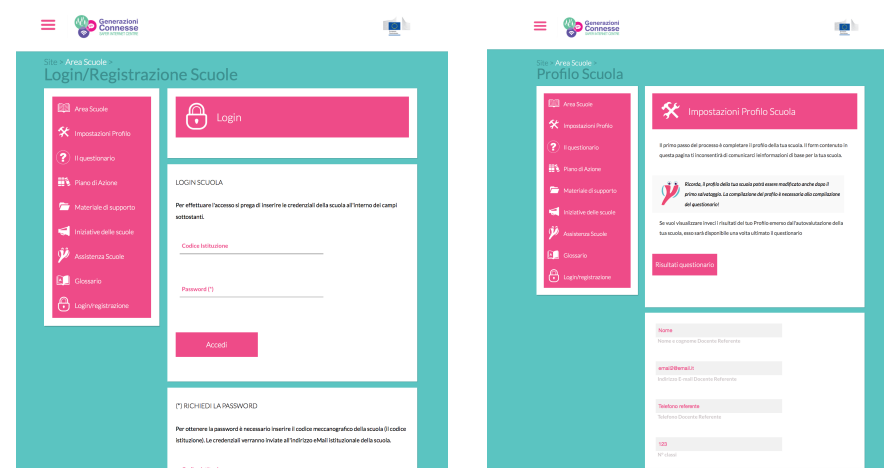 Generazioni
Connesse
SAFER INTERNET CENTRE
Site > Area Scuole >
Login/Registrazione Scuole
Area Scuole
Impostazioni Profilo
Il questionario
Piano di Azione
Materiale di supporto
Iniziative delle scuole
Assistenza Scuole
Glossario
Login/registrazione
Login
LOGIN SCUOLA
Per effettuare l'accesso si prega di inserire le credenziali della scuola all'interno dei campi
sottostanti.
Codice Istituzione
Password (*)
Accedi
(*) RICHIEDI LA PASSWORD
Per ottenere la password è necessario inserire il codice meccanografico della scuola (il codice
istituzione). Le credenziali verranno inviate all'indirizzo eMail istituzionale della scuola.
Generazioni
Connesse
SAFER INTERNET CENTRE
Site > Area Scuole >
Profilo Scuola
Area Scuole
Impostazioni Profilo
Il questionario
Piano di Azione
Materiale di supporto
Iniziative delle scuole
Assistenza Scuole
Glossario
Login/registrazione
Impostazioni Profilo Scuola
Il primo passo del processo è completare il profilo della tua scuola. Il form contenuto in
questa pagina ti inconsentirà di comunicarci le informazioni di base per la tua scuola.
Ricorda, il profilo della tua scuola potrà essere modificato anche dopo il
primo salvataggio. La compilazione del profilo è necessaria alla compilazione
del questionario!
Se vuoi visualizzare inveci i risultati del tuo Profilo emerso dall'autovalutazione della
tua scuola, esso sarà disponibile una volta ultimato il questionario
Risultati questionario
Nome
Nome e cognome Docente Referente
email2@email.it
Indirizzo E-mail Docente Referente
Telefono referente
Telefono Docente Referente
123
N° classi